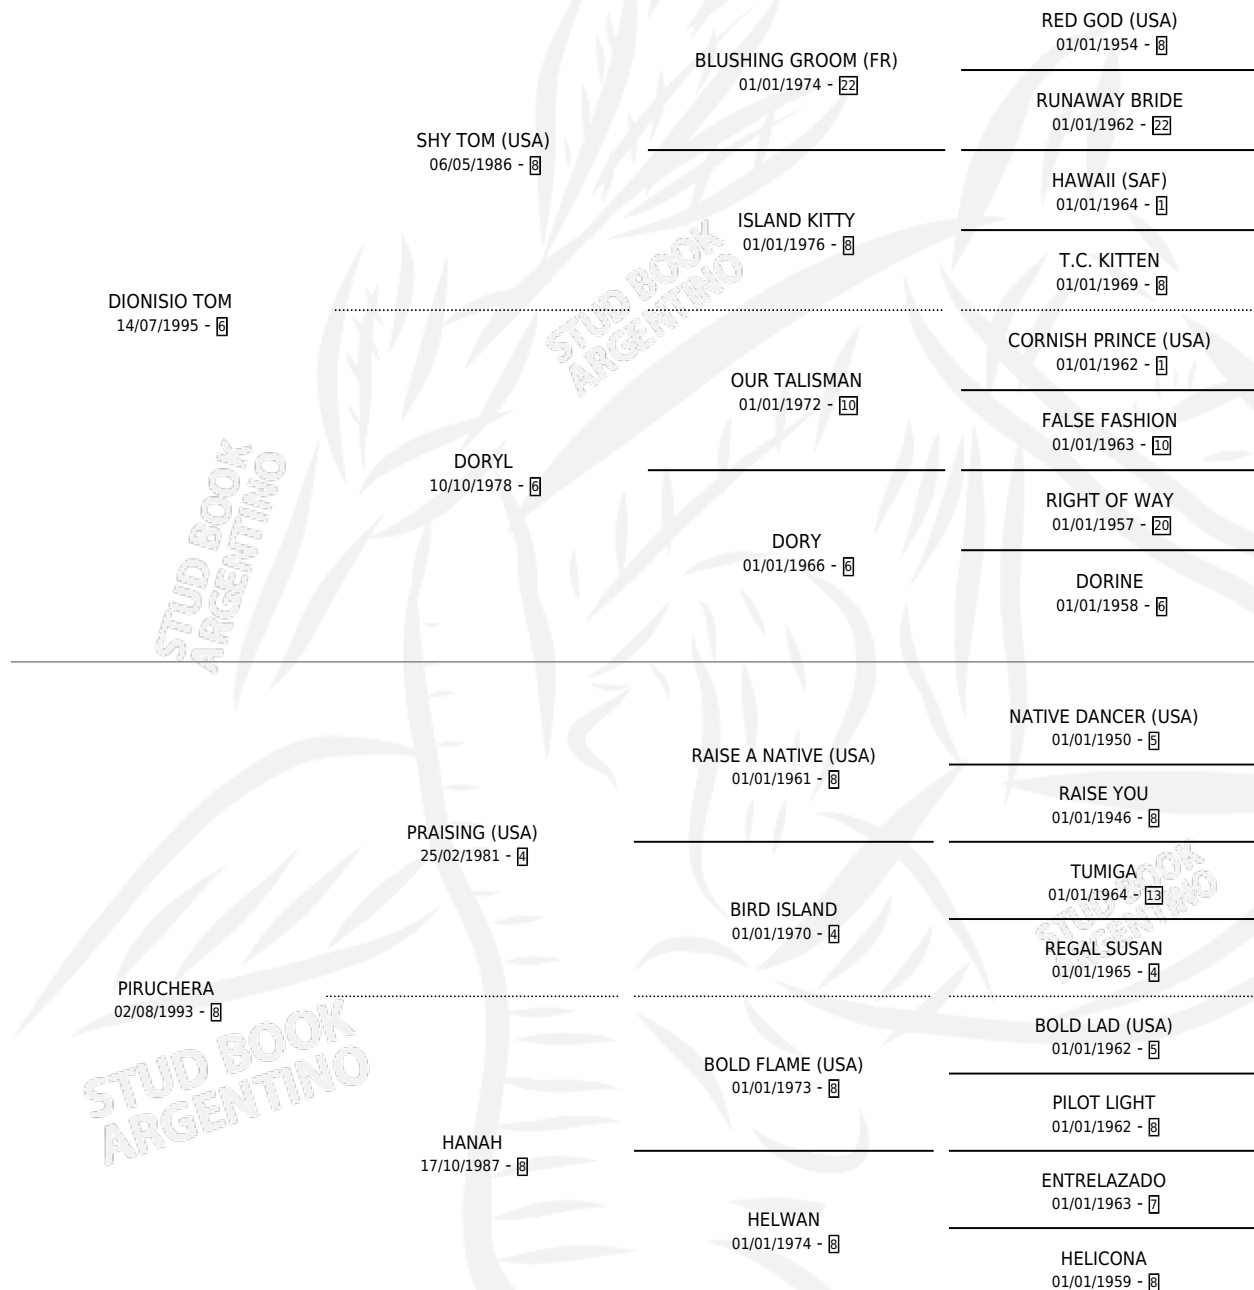 RED GOD (USA)
01/01/1954 - 8
BLUSHING GROOM (FR)
01/01/1974 - 22
RUNAWAY BRIDE
01/01/1962 - 22
SHY TOM (USA)
06/05/1986 - 8
HAWAII (SAF)
01/01/1964 - 1
ISLAND KITTY
01/01/1976 - 8
T.C. KITTEN
01/01/1969 - 8
DIONISIO TOM
14/07/1995 - 6
CORNISH PRINCE (USA)
01/01/1962 - 1
OUR TALISMAN
01/01/1972 - 10
FALSE FASHION
01/01/1963 - 10
DORYL
10/10/1978 - 6
RIGHT OF WAY
01/01/1957 - 20
DORY
01/01/1966 - 6
DORINE
01/01/1958 - 6
NATIVE DANCER (USA)
01/01/1950 - 5
RAISE A NATIVE (USA)
01/01/1961 - 8
RAISE YOU
01/01/1946 - 8
PRAISING (USA)
25/02/1981 - 4
TUMIGA
01/01/1964 - 13
BIRD ISLAND
01/01/1970 - 4
REGAL SUSAN
01/01/1965 - 4
PIRUCHERA
02/08/1993 - 8
BOLD LAD (USA)
01/01/1962 - 5
BOLD FLAME (USA)
01/01/1973 - 8
PILOT LIGHT
01/01/1962 - 8
HANAH
17/10/1987 - 8
ENTRELAZADO
01/01/1963 - 7
HELWAN
01/01/1974 - 8
HELICONA
01/01/1959 - 8
STUD BOOK
ARGENTINO
STUD BOOK
ARGENTINO
STUD BOOK
ARGENTINO
STUD BOOK
ARGENTINO